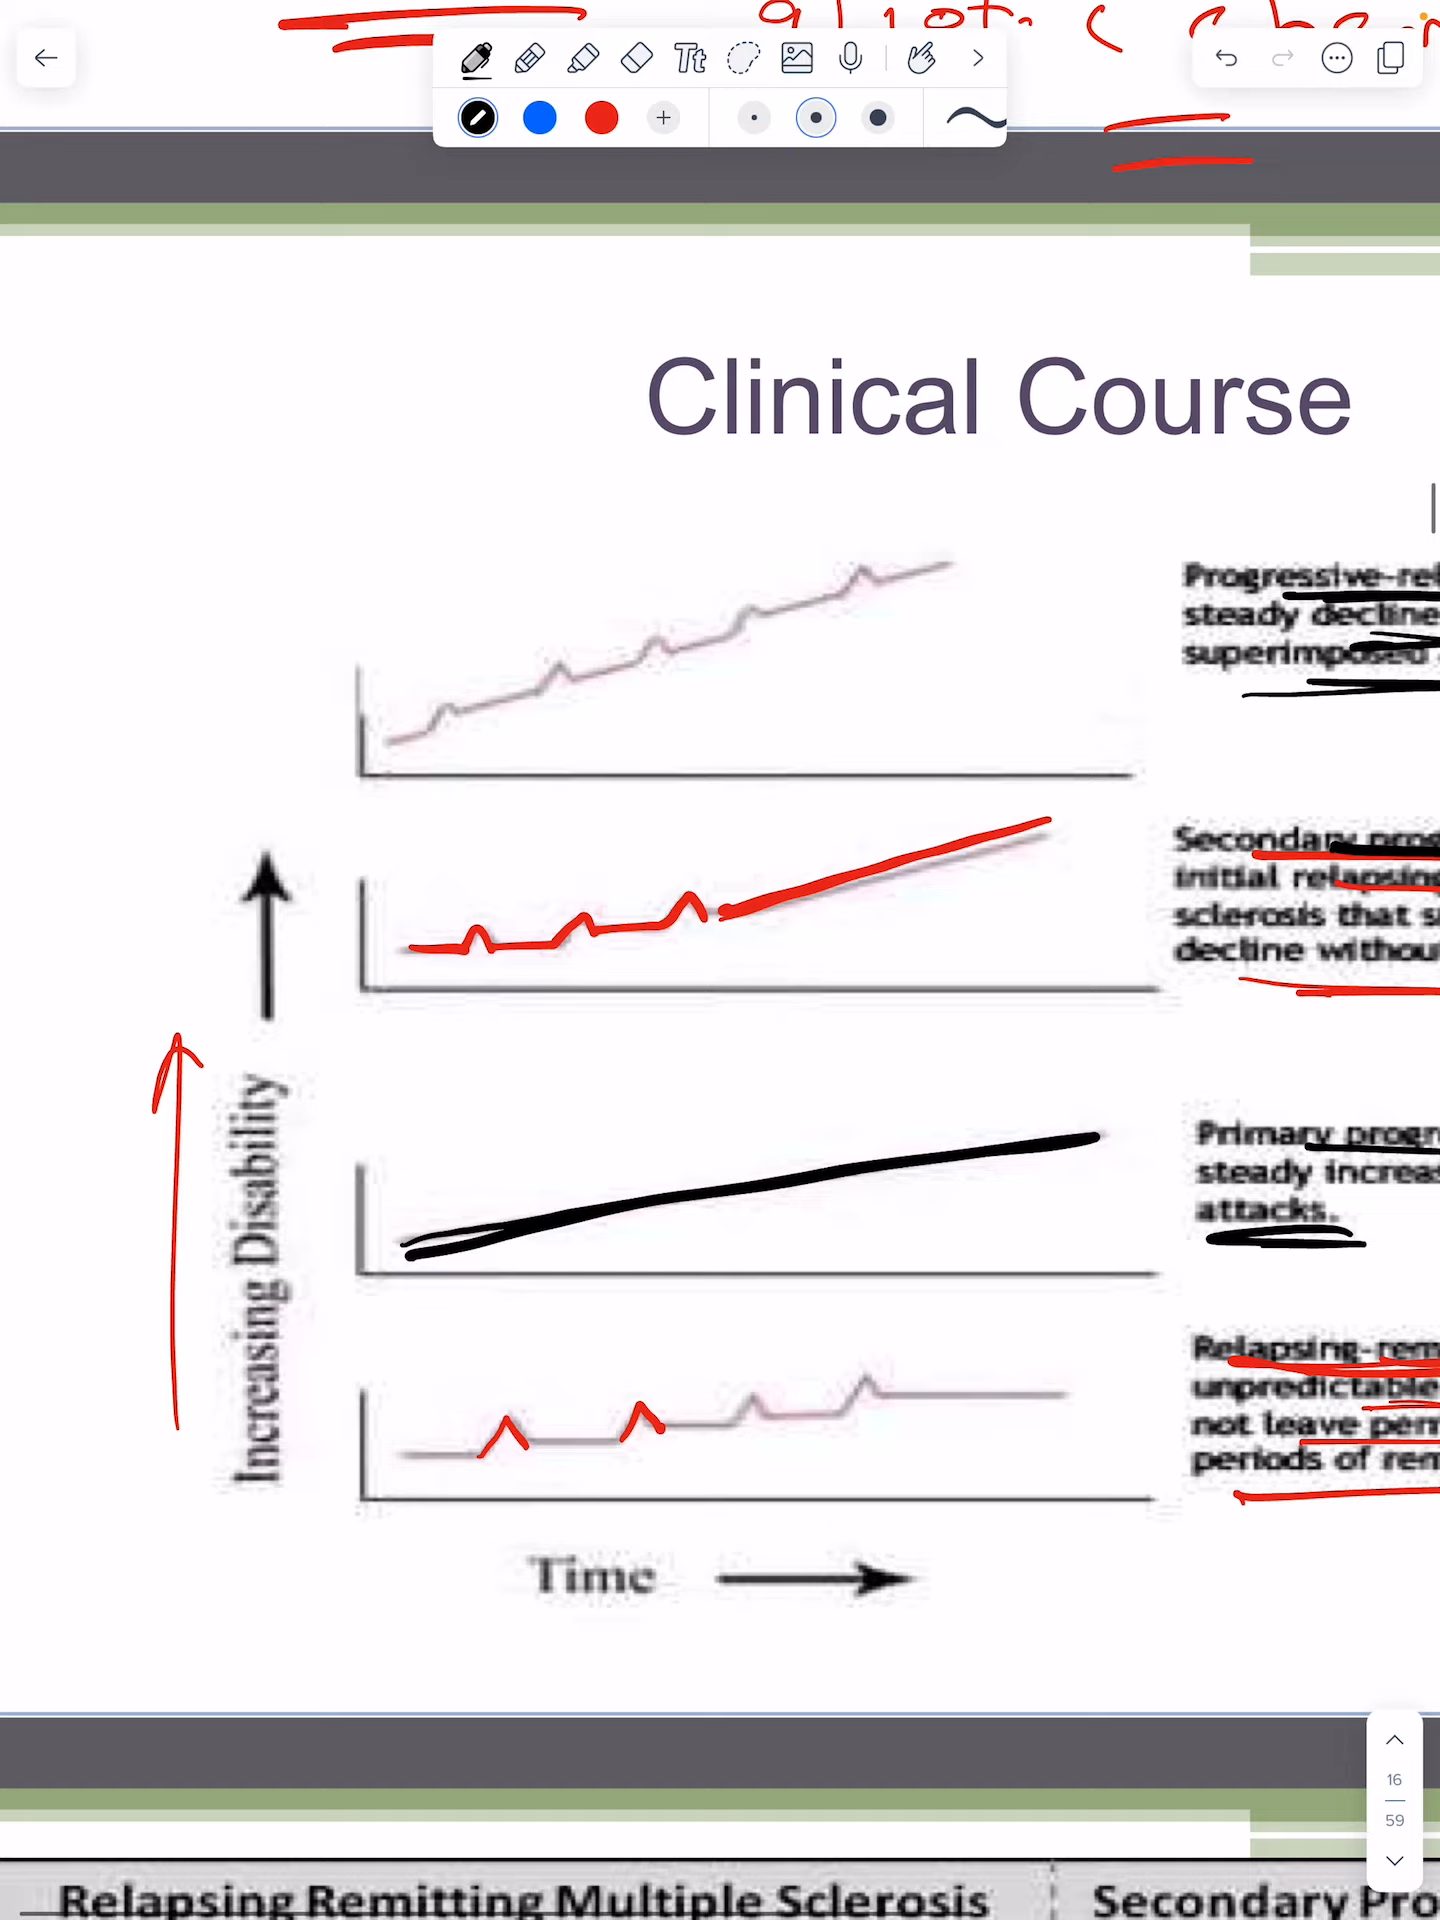 Tt
Clinical Course
Progressive-rel
steady decline
superimposed
Secondary prog
initial relapsing
sclerosis that s
decline withou
Increasing Disability
Primary progr
steady increas
attacks.
Relapsing-rem
unpredictable
not leave perm
periods of rem
Time
16
59
Relapsing Remitting Multiple Sclerosis
Secondary Pro